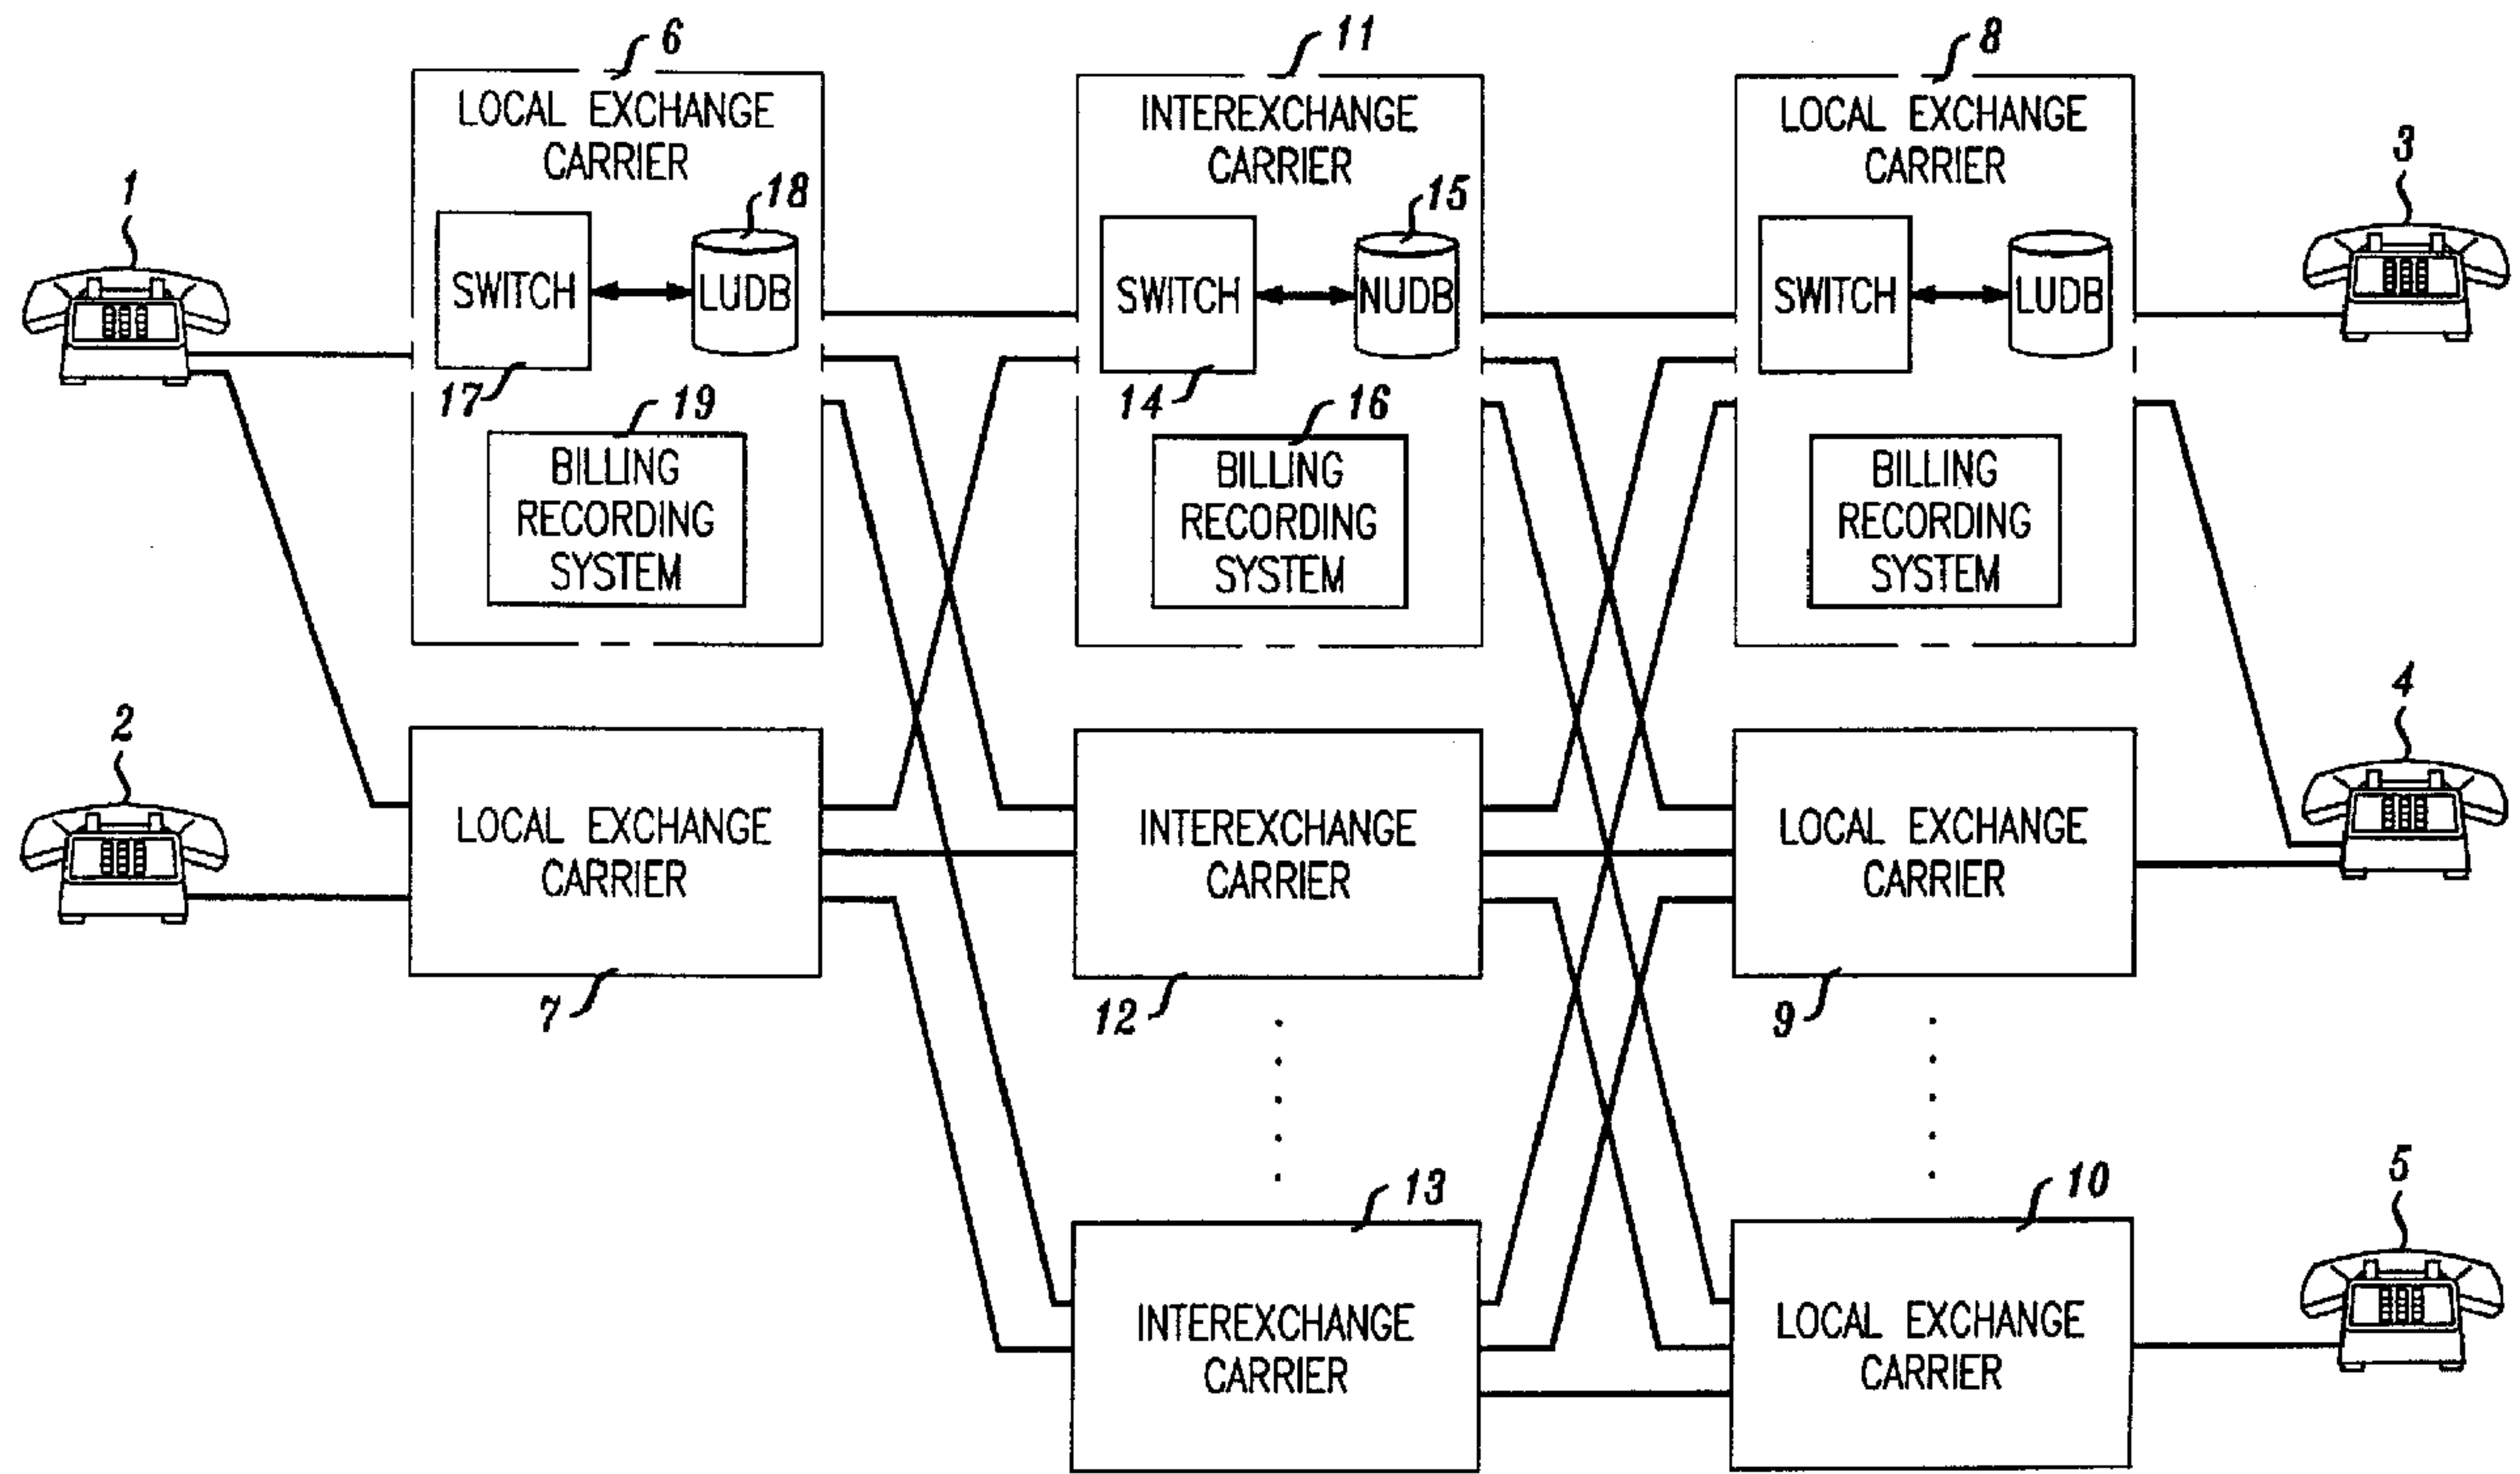 6
11
8
LOCAL EXCHANGE
CARRIER
INTEREXCHANGE
CARRIER
LOCAL EXCHANGE
CARRIER
1
3
18
15
SWITCH
LUDB
SWITCH
NUDB
SWITCH
LUDB
17
14
19
16
BILLING
RECORDING
SYSTEM
BILLING
RECORDING
SYSTEM
BILLING
RECORDING
SYSTEM
2
4
LOCAL EXCHANGE
CARRIER
INTEREXCHANGE
CARRIER
LOCAL EXCHANGE
CARRIER
7
12
9
13
10
5
INTEREXCHANGE
CARRIER
LOCAL EXCHANGE
CARRIER